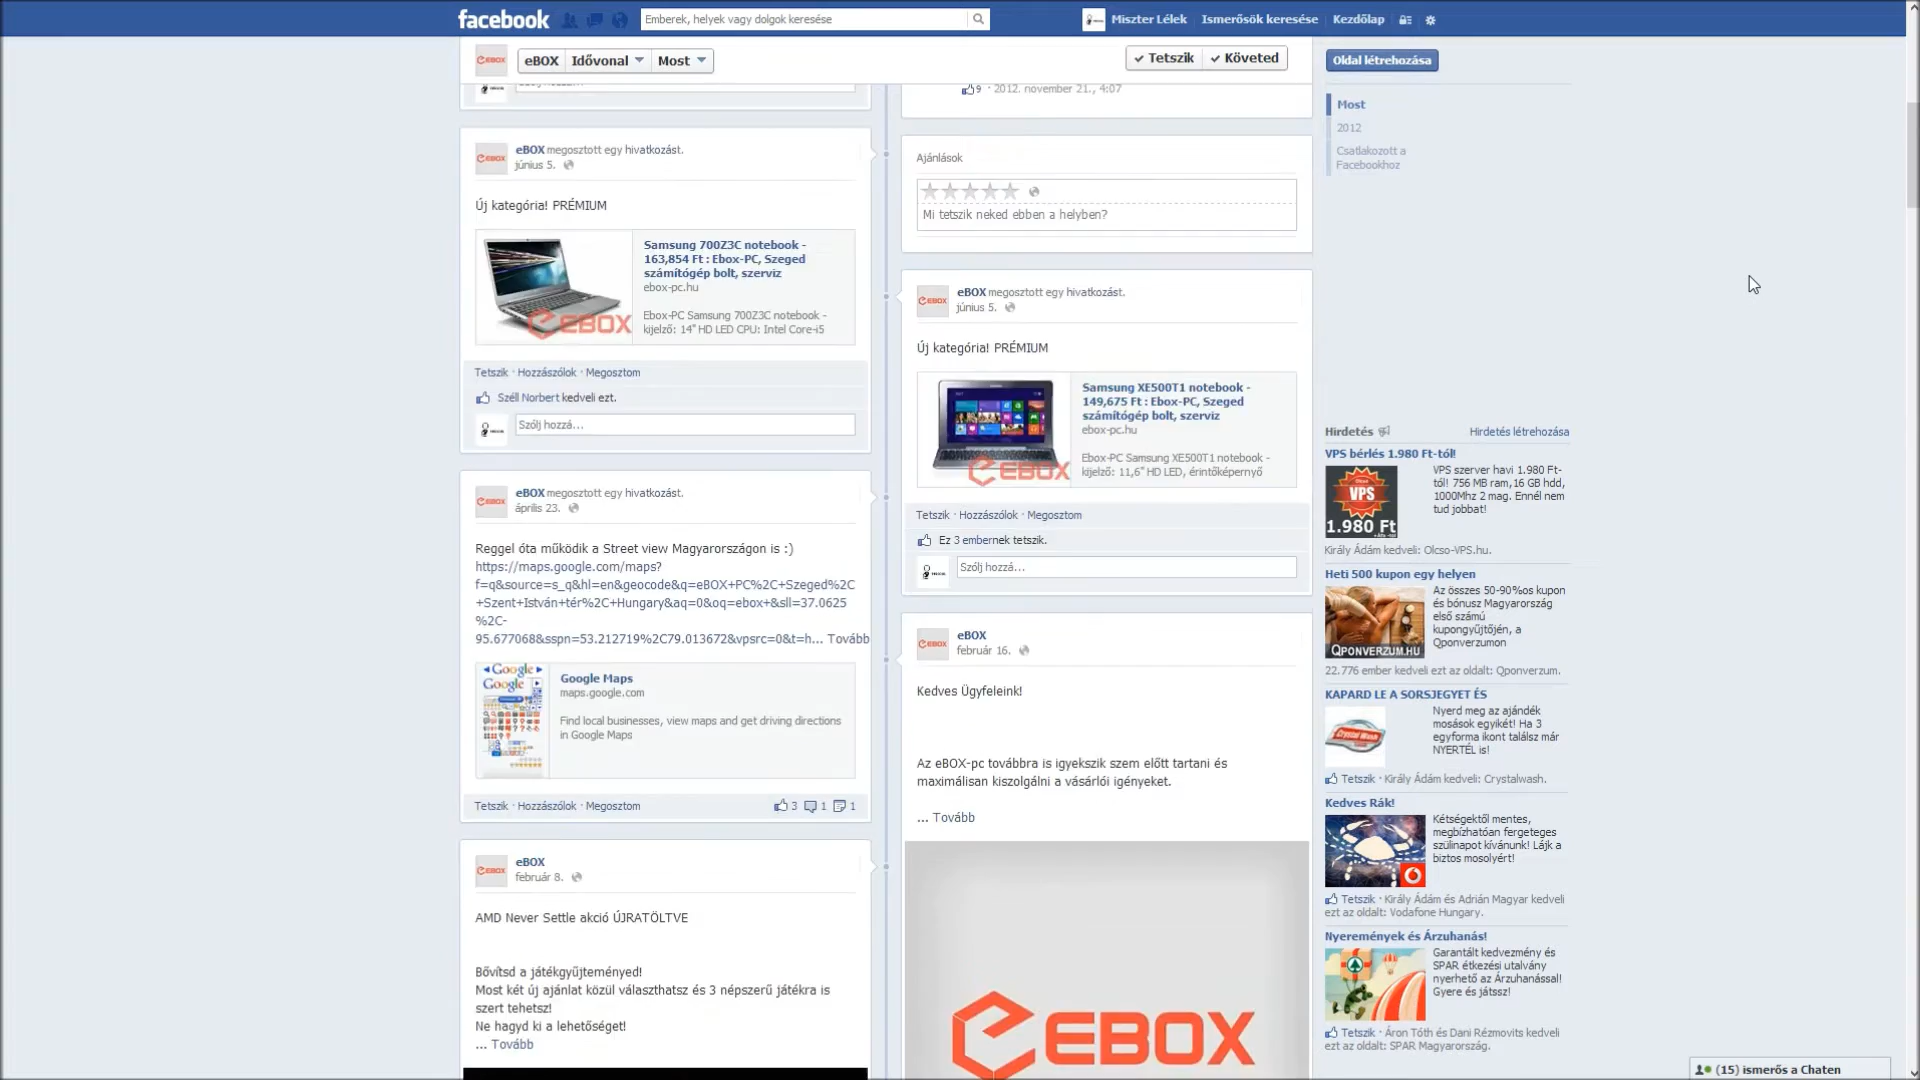 facebook
Emberek, helyek vagy dolgok keresése
Miszter Lélek
Ismerősök keresése
Kezdőlap
eBOX
Idővonal
Most
Tetszik
Követed
eBOX megosztott egy hivatkozást.
június 5.
Új kategória! PRÉMIUM
Samsung 700Z3C notebook -
163,854 Ft : Ebox-PC, Szeged
számítógép bolt, szerviz
ebox-pc.hu
Ebox-PC Samsung 700Z3C notebook -
kijelző: 14" HD LED CPU: Intel Core-i5
EBOX
Tetszik · Hozzászólok · Megosztom
Széll Norbert kedveli ezt.
Szólj hozzá...
eBOX megosztott egy hivatkozást.
április 23.
Reggel óta működik a Street view Magyarországon is :)
https://maps.google.com/maps?
f=q&source=s_q&hl=en&geocode&q=eBOX+PC%2C+Szeged%2C
+Szent+István+tér%2C+Hungary&aq=0&oq=ebox+&sll=37.0625
%2C-
95.677068&sspn=53.212719%2C79.013672&vpsrc=0&t=h... Tovább
Google
Google
Google Maps
maps.google.com
Find local businesses, view maps and get driving directions
in Google Maps
Tetszik · Hozzászólok · Megosztom
3 1 1
eBOX
február 8.
AMD Never Settle akció ÚJRATÖLTVE
Bővítsd a játékgyűjteményed!
Most két új ajánlat közül választhatsz és 3 népszerű játékra is
szert tehetsz!
Ne hagyd ki a lehetőséget!
... Tovább
9 · 2012. november 21., 4:07
Ajánlások
Mi tetszik neked ebben a helyben?
eBOX megosztott egy hivatkozást.
június 5.
Új kategória! PRÉMIUM
Samsung XE500T1 notebook -
149,675 Ft : Ebox-PC, Szeged
számítógép bolt, szerviz
ebox-pc.hu
Ebox-PC Samsung XE500T1 notebook -
kijelző: 11,6" HD LED, érintőképernyő
EBOX
Tetszik · Hozzászólok · Megosztom
Ez 3 embernek tetszik.
Szólj hozzá...
eBOX
február 16.
Kedves Ügyfeleink!
Az eBOX-pc továbbra is igyekszik szem előtt tartani és
maximálisan kiszolgálni a vásárlói igényeket.
... Tovább
EBOX
Oldal létrehozása
Most
2012
Csatlakozott a
Facebookhoz
Hirdetés
Hirdetés létrehozása
VPS bérlés 1.980 Ft-tól!
VPS
1.980 Ft
VPS szerver havi 1.980 Ft-
tól! 756 MB ram,16 GB hdd,
1000Mhz 2 mag. Ennél nem
tud jobbat!
Király Ádám kedveli: Olcso-VPS.hu.
Heti 500 kupon egy helyen
QPONVERZUM.HU
Az összes 50-90%os kupon
és bónusz Magyarország
első számú
kupongyűjtőjén, a
Qponverzumon
22.776 ember kedveli ezt az oldalt: Qponverzum.
KAPARD LE A SORSJEGYET ÉS
Crystal Wash
Nyerd meg az ajándék
mosások egyikét! Ha 3
egyforma ikont találsz már
NYERTÉL is!
Tetszik · Király Ádám kedveli: Crystalwash.
Kedves Rák!
Kétségektől mentes,
megbízhatóan fergeteges
szülinapot kívánunk! Lájk a
biztos mosolyért!
Tetszik · Király Ádám és Adrián Magyar kedveli
ezt az oldalt: Vodafone Hungary.
Nyeremények és Árzuhanás!
Garantált kedvezmény és
SPAR étkezési utalvány
nyerhető az Árzuhanással!
Gyere és játssz!
Tetszik · Áron Tóth és Dani Rézmovits kedveli
ezt az oldalt: SPAR Magyarország.
(15) ismerős a Chaten